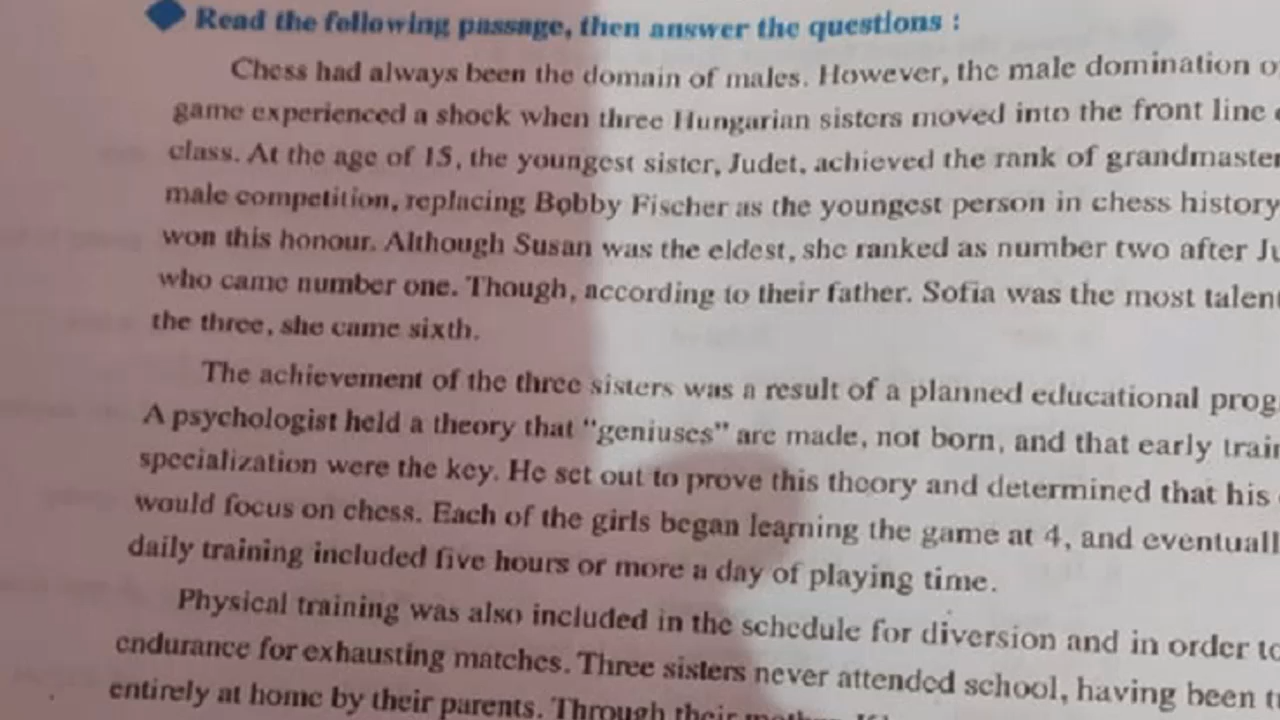 Read the following passage, then answer the questions :
Chess had always been the domain of males. However, the male domination
game experienced a shock when three Hungarian sisters moved into the front line
class. At the age of 15, the youngest sister, Judet, achieved the rank of grandmaster
male competition, replacing Bobby Fischer as the youngest person in chess history
won this honour. Although Susan was the eldest, she ranked as number two after
who came number one. Though, according to their father. Sofia was the most
the three, she came sixth.
The achievement of the three sisters was a result of a planned educational
A psychologist held a theory that "geniuses" are made, not born, and that early
specialization were the key. He set out to prove this theory and determined that his
would focus on chess. Each of the girls began learning the game at 4, and
daily training included five hours or more a day of playing time.
Physical training was also included in the schedule for diversion and in order to
endurance for exhausting matches. Three sisters never attended school, having been
entirely at home by their parents. Through their